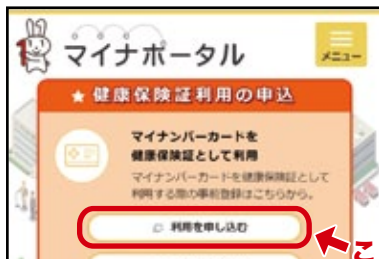 マイナポータル
メニュー
★ 健康保険証利用の申込
マイナンバーカードを
健康保険証として利用
マイナンバーカードを健康保険証として
利用する際の事前登録はこちらから。
利用を申し込む
こ